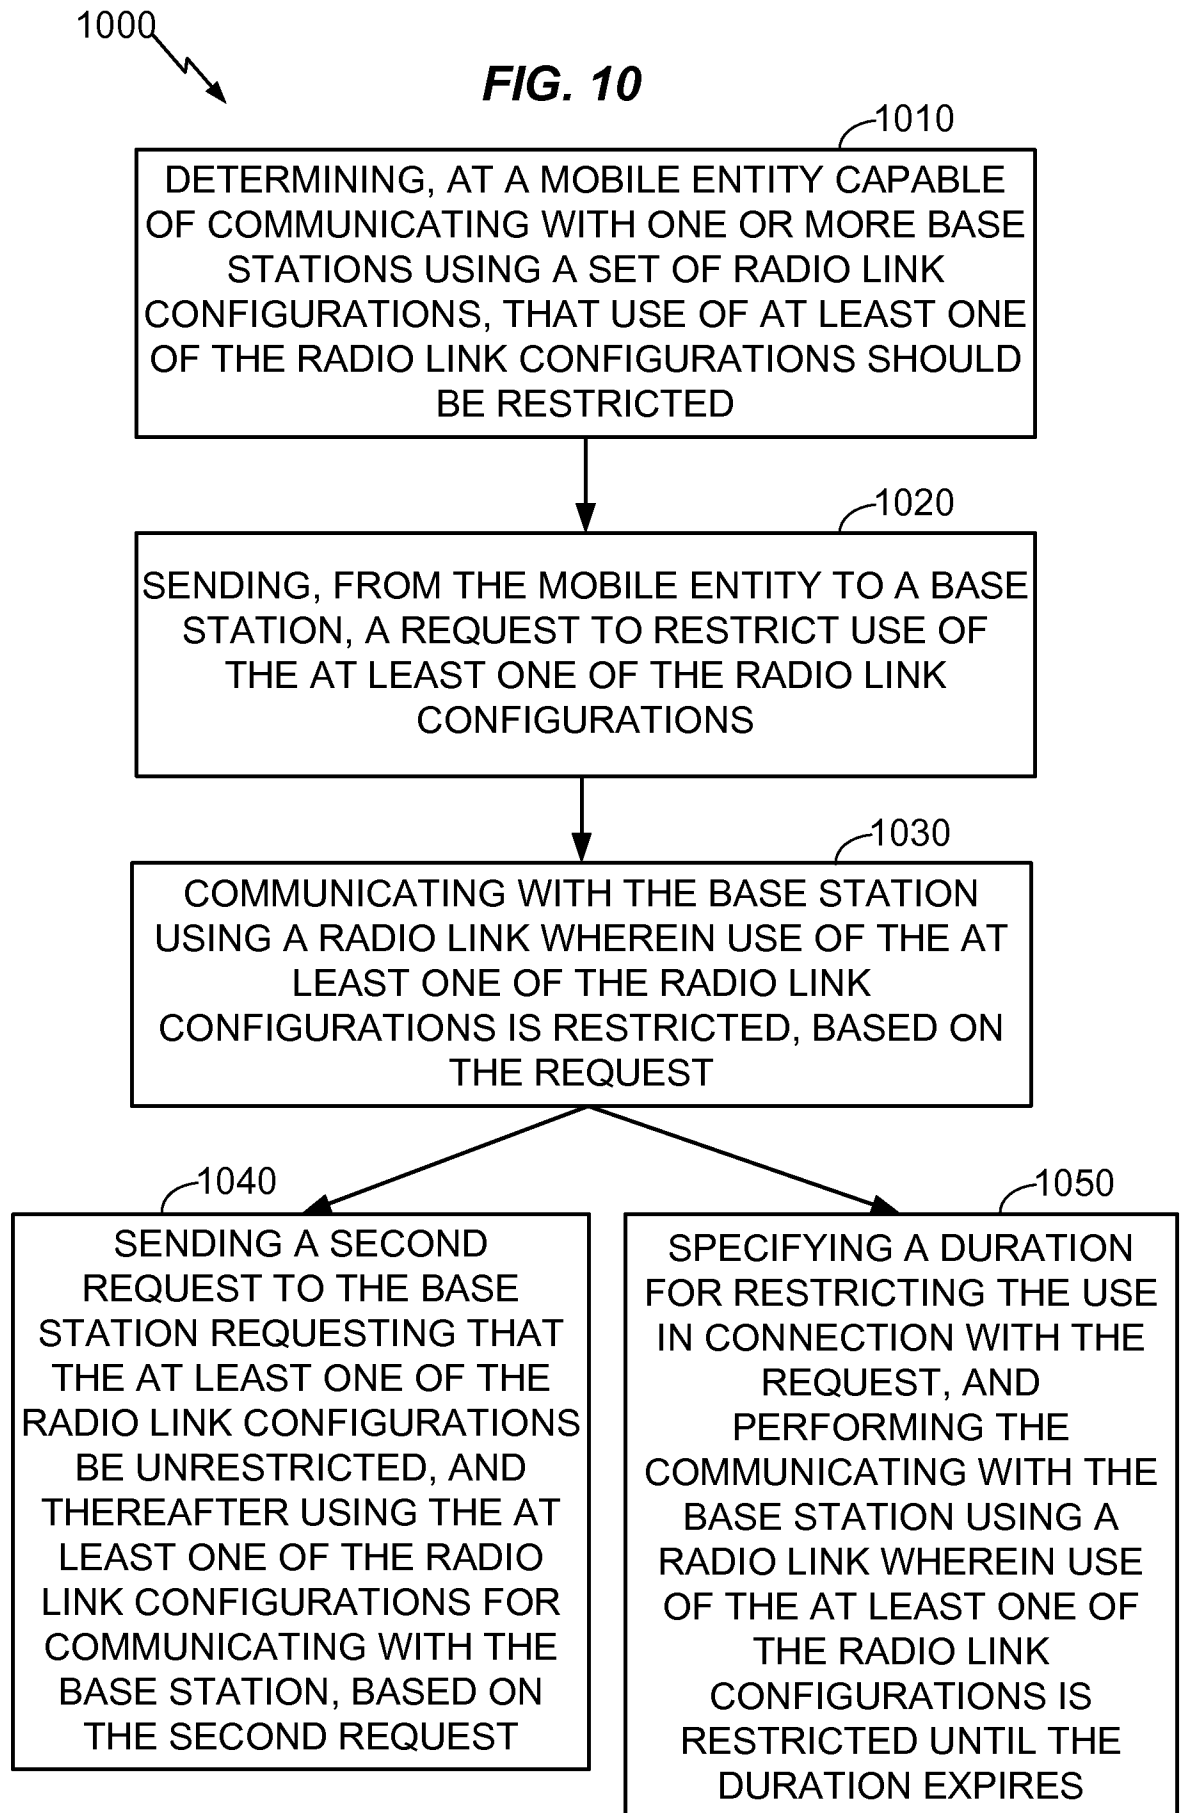 1000
FIG. 10
1010
DETERMINING, AT A MOBILE ENTITY CAPABLE
OF COMMUNICATING WITH ONE OR MORE BASE
STATIONS USING A SET OF RADIO LINK
CONFIGURATIONS, THAT USE OF AT LEAST ONE
OF THE RADIO LINK CONFIGURATIONS SHOULD
BE RESTRICTED
1020
SENDING, FROM THE MOBILE ENTITY TO A BASE
STATION, A REQUEST TO RESTRICT USE OF
THE AT LEAST ONE OF THE RADIO LINK
CONFIGURATIONS
1030
COMMUNICATING WITH THE BASE STATION
USING A RADIO LINK WHEREIN USE OF THE AT
LEAST ONE OF THE RADIO LINK
CONFIGURATIONS IS RESTRICTED, BASED ON
THE REQUEST
1040
SENDING A SECOND
REQUEST TO THE BASE
STATION REQUESTING THAT
THE AT LEAST ONE OF THE
RADIO LINK CONFIGURATIONS
BE UNRESTRICTED, AND
THEREAFTER USING THE AT
LEAST ONE OF THE RADIO
LINK CONFIGURATIONS FOR
COMMUNICATING WITH THE
BASE STATION, BASED ON
THE SECOND REQUEST
1050
SPECIFYING A DURATION
FOR RESTRICTING THE USE
IN CONNECTION WITH THE
REQUEST, AND
PERFORMING THE
COMMUNICATING WITH THE
BASE STATION USING A
RADIO LINK WHEREIN USE
OF THE AT LEAST ONE OF
THE RADIO LINK
CONFIGURATIONS IS
RESTRICTED UNTIL THE
DURATION EXPIRES